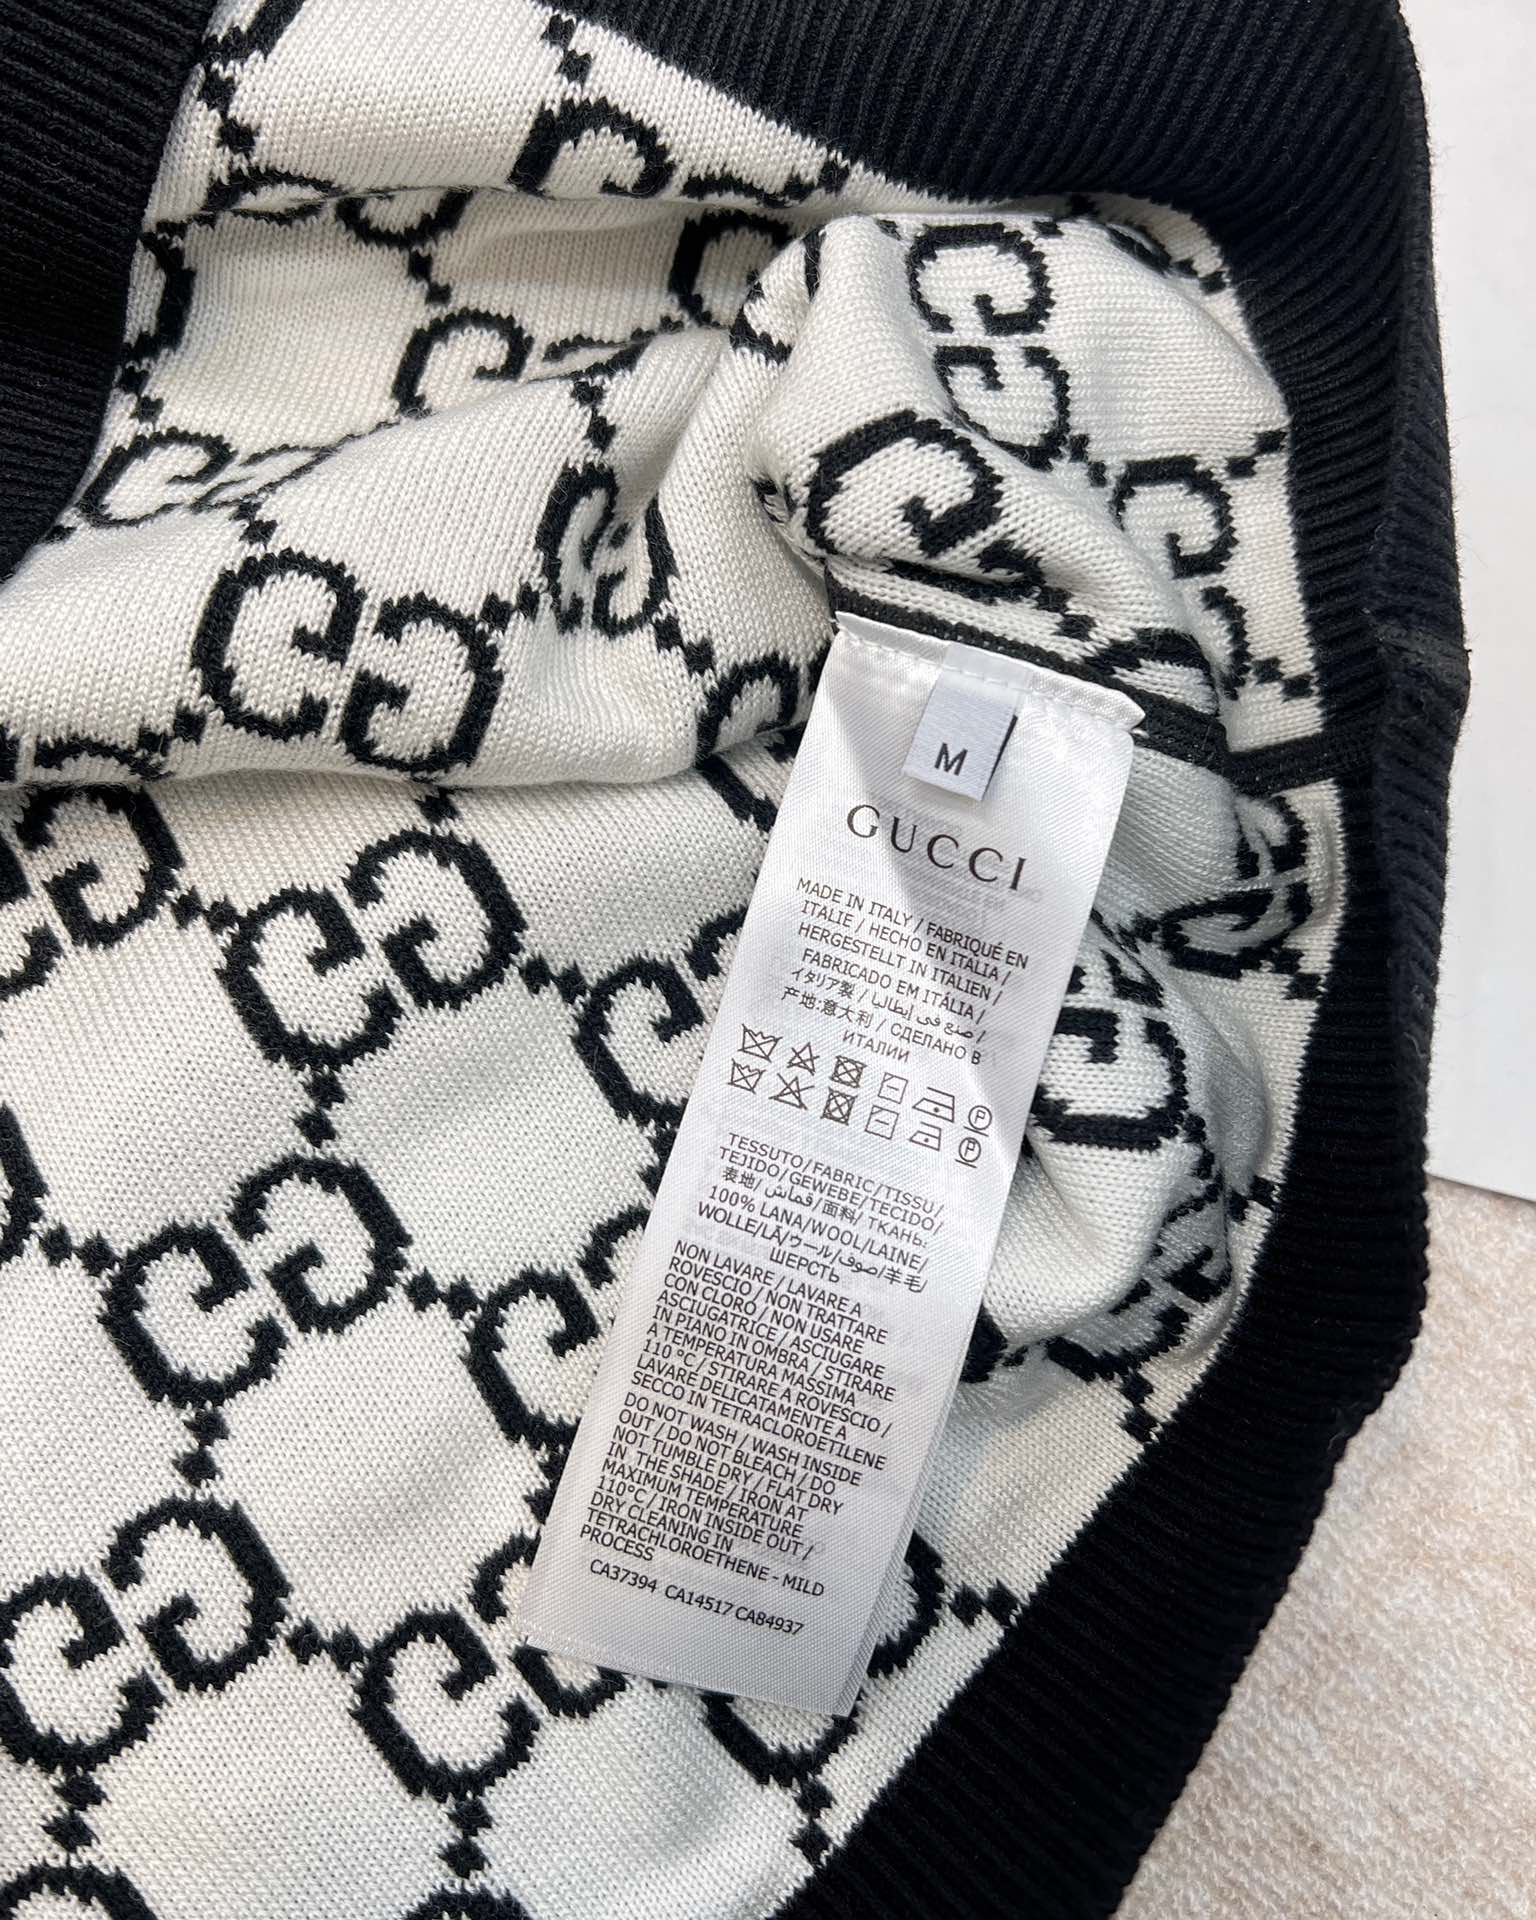 M
GUCCI
MADE IN ITALY / FABRIQUÉ EN
ITALIE / HECHO EN ITALIA /
HERGESTELLT IN ITALIEN /
FABRICADO EM ITÁLIA /
イタリア製 / صنع في إيطاليا /
产地:意大利 / СДЕЛАНО В
ИТАЛИИ
P
P
TESSUTO/FABRIC/TISSU/
TEJIDO/GEWEBE/TECIDO/
表地/قماش/面料/ ТКАНЬ:
100% LANA/WOOL/LAINE/
WOLLE/LÃ/ウール/صوف/羊毛/
ШЕРСТЬ
NON LAVARE / LAVARE A
ROVESCIO / NON TRATTARE
CON CLORO / NON USARE
ASCIUGATRICE / ASCIUGARE
IN PIANO IN OMBRA / STIRARE
A TEMPERATURA MASSIMA
110 °C / STIRARE A ROVESCIO /
LAVARE DELICATAMENTE A
SECCO IN TETRACLOROETILENE
DO NOT WASH / WASH INSIDE
OUT / DO NOT BLEACH / DO
NOT TUMBLE DRY / FLAT DRY
IN THE SHADE / IRON AT
MAXIMUM TEMPERATURE
110°C / IRON INSIDE OUT /
DRY CLEANING IN
TETRACHLOROETHENE - MILD
PROCESS
CA37394 CA14517 CA84937